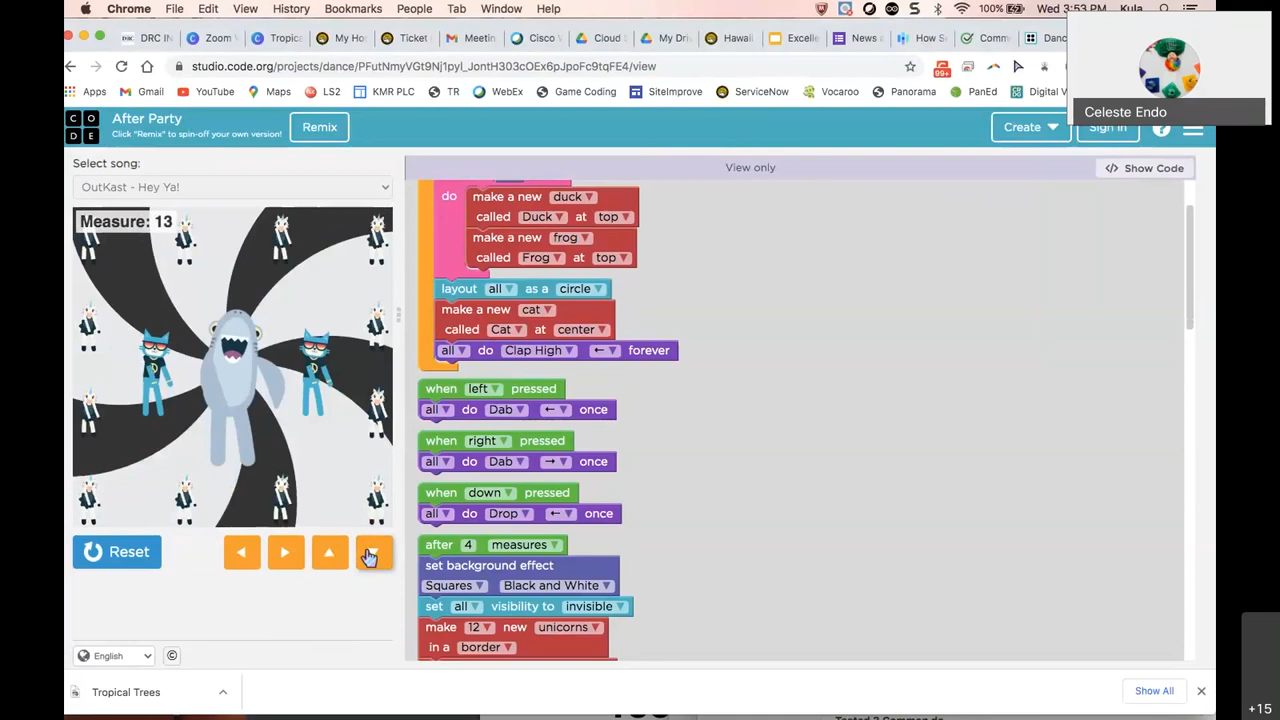 Chrome File Edit View History Bookmarks People Tab Window Help
100% Wed 3:53 PM Kula
DRC IN Zoom Tropica My Ho Ticket Meetin Cisco Cloud My Dri Hawaii Excelle News How S Comm Danc
studio.code.org/projects/dance/PFutNmyVGt9Nj1pyL0mtH303cOEx6pJpoFc9tqFE4/view
99+
Apps Gmail YouTube Maps LS2 KMR PLC TR WebEx Game Coding SiteImprove ServiceNow Vocaroo Panorama PanEd Digital V
Celeste Endo
C O
D E
After Party
Click "Remix" to spin-off your own version!
Remix
Create
Sign in
?
Select song:
OutKast - Hey Ya!
View only
Show Code
Measure: 13
do
make a new duck
called Duck at top
make a new frog
called Frog at top
layout all as a circle
make a new cat
called Cat at center
all do Clap High ← forever
when left pressed
all do Dab ← once
when right pressed
all do Dab → once
when down pressed
all do Drop ← once
after 4 measures
set background effect
Squares Black and White
set all visibility to invisible
make 12 new unicorns
in a border
Reset
English
©
Tropical Trees
Show All
+15